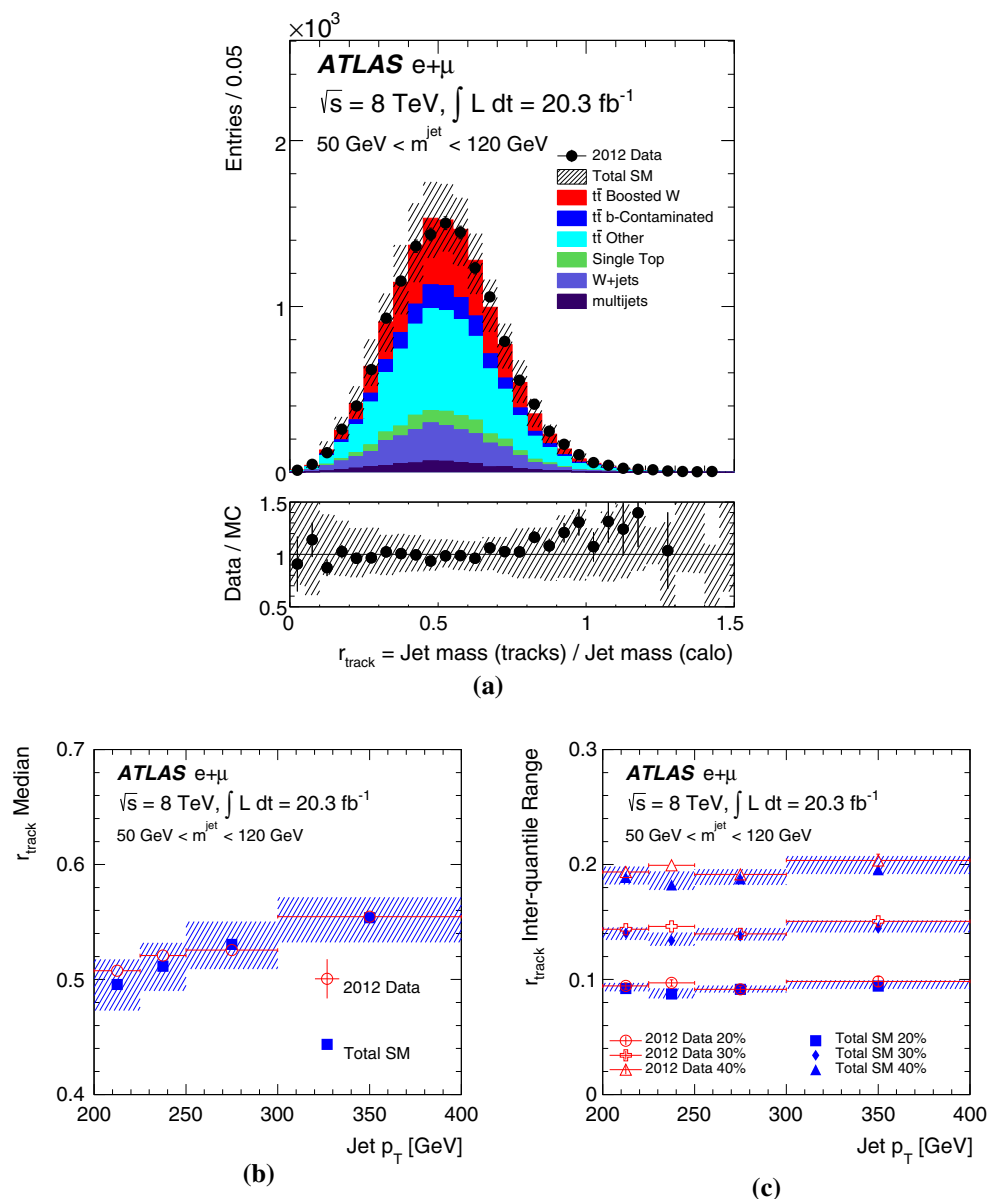 ×10³
Entries / 0.05
ATLAS e+μ
√s = 8 TeV, ∫ L dt = 20.3 fb⁻¹
50 GeV < m^jet < 120 GeV
2012 Data
Total SM
tt̄ Boosted W
tt̄ b-Contaminated
tt̄ Other
Single Top
W+jets
multijets
2
1
0
Data / MC
1.5
1
0.5
0 0.5 1 1.5
r_track = Jet mass (tracks) / Jet mass (calo)
(a)
r_track Median
0.7
0.6
0.5
0.4
ATLAS e+μ
√s = 8 TeV, ∫ L dt = 20.3 fb⁻¹
50 GeV < m^jet < 120 GeV
2012 Data
Total SM
200 250 300 350 400
Jet p_T [GeV]
(b)
r_track Inter-quantile Range
0.3
0.2
0.1
0
ATLAS e+μ
√s = 8 TeV, ∫ L dt = 20.3 fb⁻¹
50 GeV < m^jet < 120 GeV
2012 Data 20% Total SM 20%
2012 Data 30% Total SM 30%
2012 Data 40% Total SM 40%
200 250 300 350 400
Jet p_T [GeV]
(c)